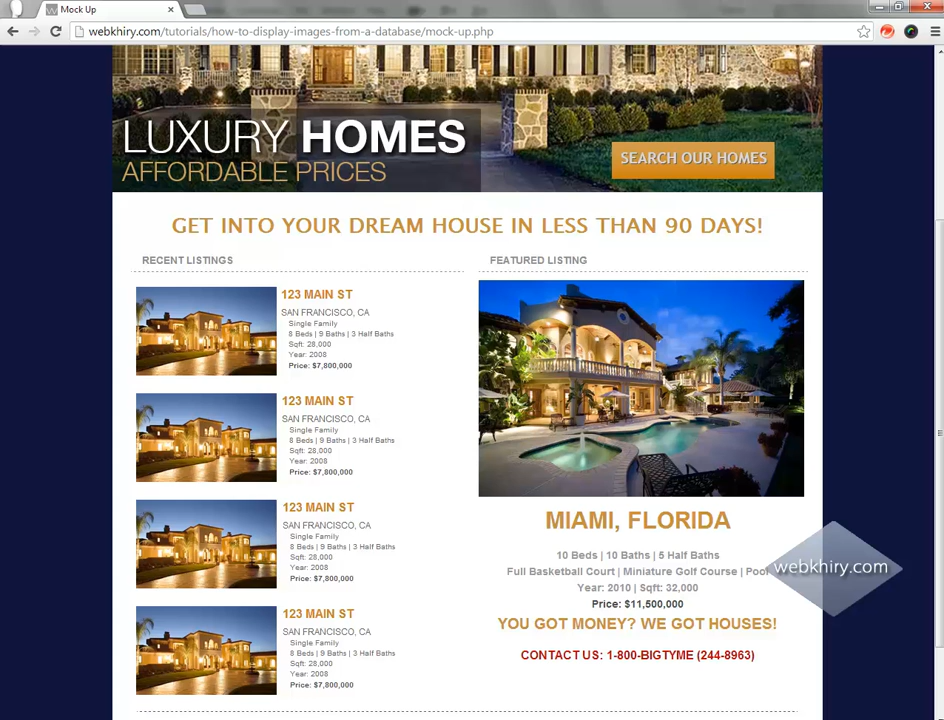 Mock Up
webkhiry.com/tutorials/how-to-display-images-from-a-database/mock-up.php
LUXURY HOMES
AFFORDABLE PRICES
SEARCH OUR HOMES
GET INTO YOUR DREAM HOUSE IN LESS THAN 90 DAYS!
RECENT LISTINGS
123 MAIN ST
SAN FRANCISCO, CA
Single Family
8 Beds | 9 Baths | 3 Half Baths
Sqft: 28,000
Year: 2008
Price: $7,800,000
123 MAIN ST
SAN FRANCISCO, CA
Single Family
8 Beds | 9 Baths | 3 Half Baths
Sqft: 28,000
Year: 2008
Price: $7,800,000
123 MAIN ST
SAN FRANCISCO, CA
Single Family
8 Beds | 9 Baths | 3 Half Baths
Sqft: 28,000
Year: 2008
Price: $7,800,000
123 MAIN ST
SAN FRANCISCO, CA
Single Family
8 Beds | 9 Baths | 3 Half Baths
Sqft: 28,000
Year: 2008
Price: $7,800,000
FEATURED LISTING
MIAMI, FLORIDA
10 Beds | 10 Baths | 5 Half Baths
Full Basketball Court | Miniature Golf Course | Pool
Year: 2010 | Sqft: 32,000
Price: $11,500,000
YOU GOT MONEY? WE GOT HOUSES!
CONTACT US: 1-800-BIGTYME (244-8963)
webkhiry.com